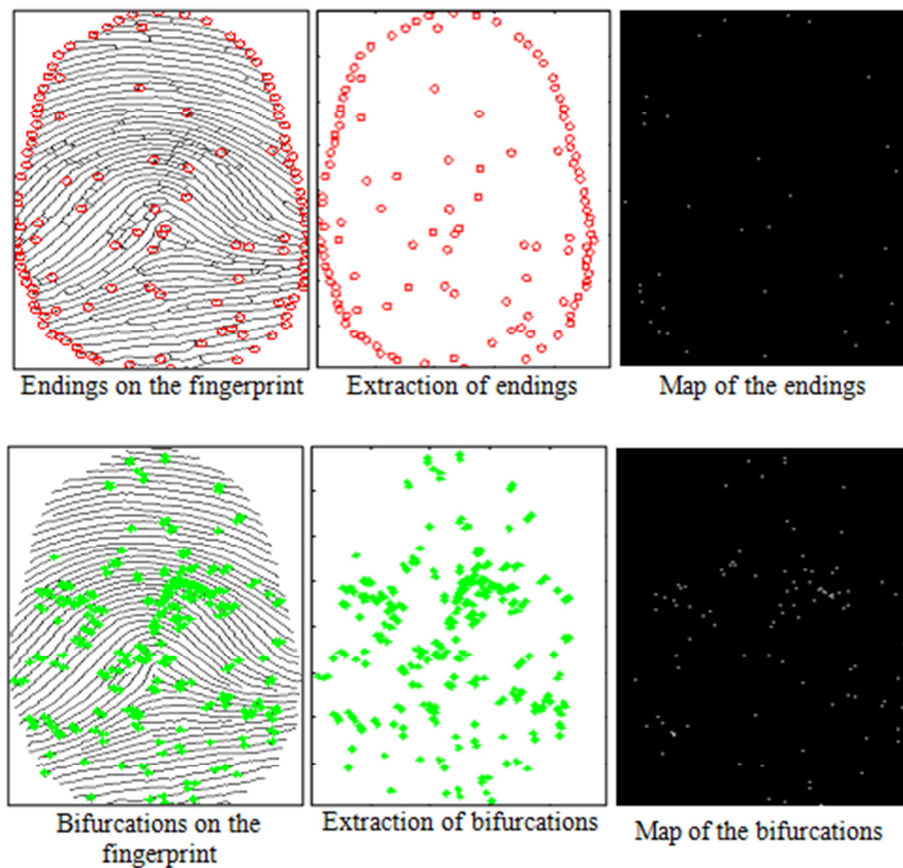 Endings on the fingerprint
Extraction of endings
Map of the endings
Bifurcations on the
fingerprint
Extraction of bifurcations
Map of the bifurcations